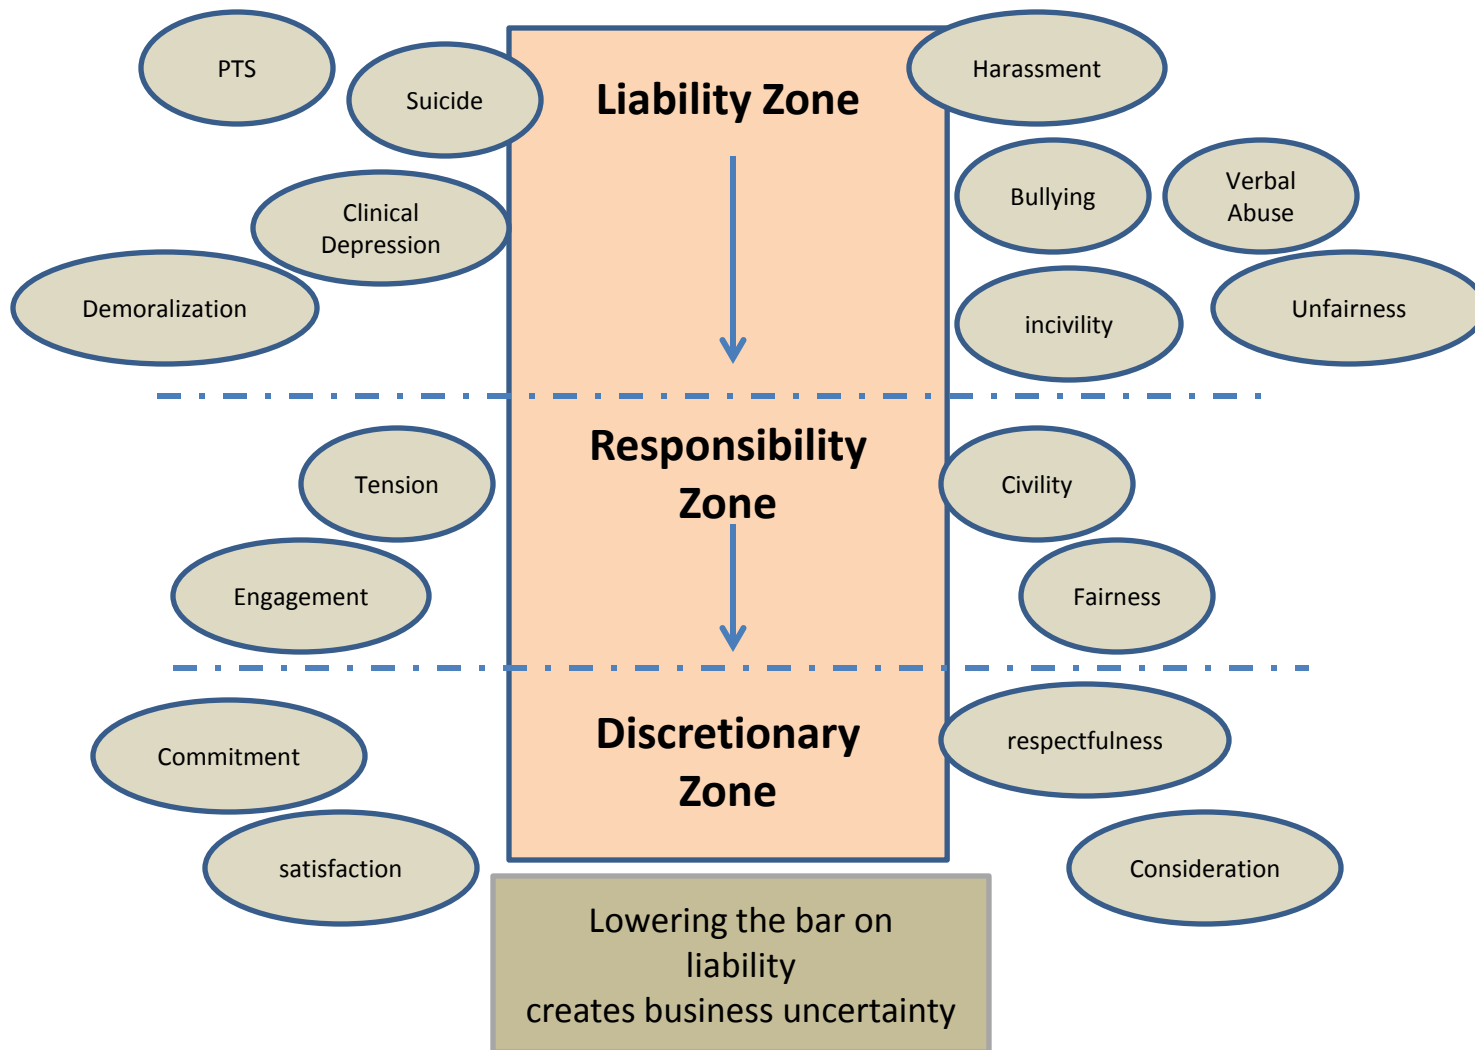 PTS
Suicide
Liability Zone
Harassment
Clinical
Depression
Bullying
Verbal
Abuse
Demoralization
incivility
Unfairness
Responsibility
Zone
Tension
Civility
Engagement
Fairness
Discretionary
Zone
Commitment
respectfulness
satisfaction
Consideration
Lowering the bar on
liability
creates business uncertainty